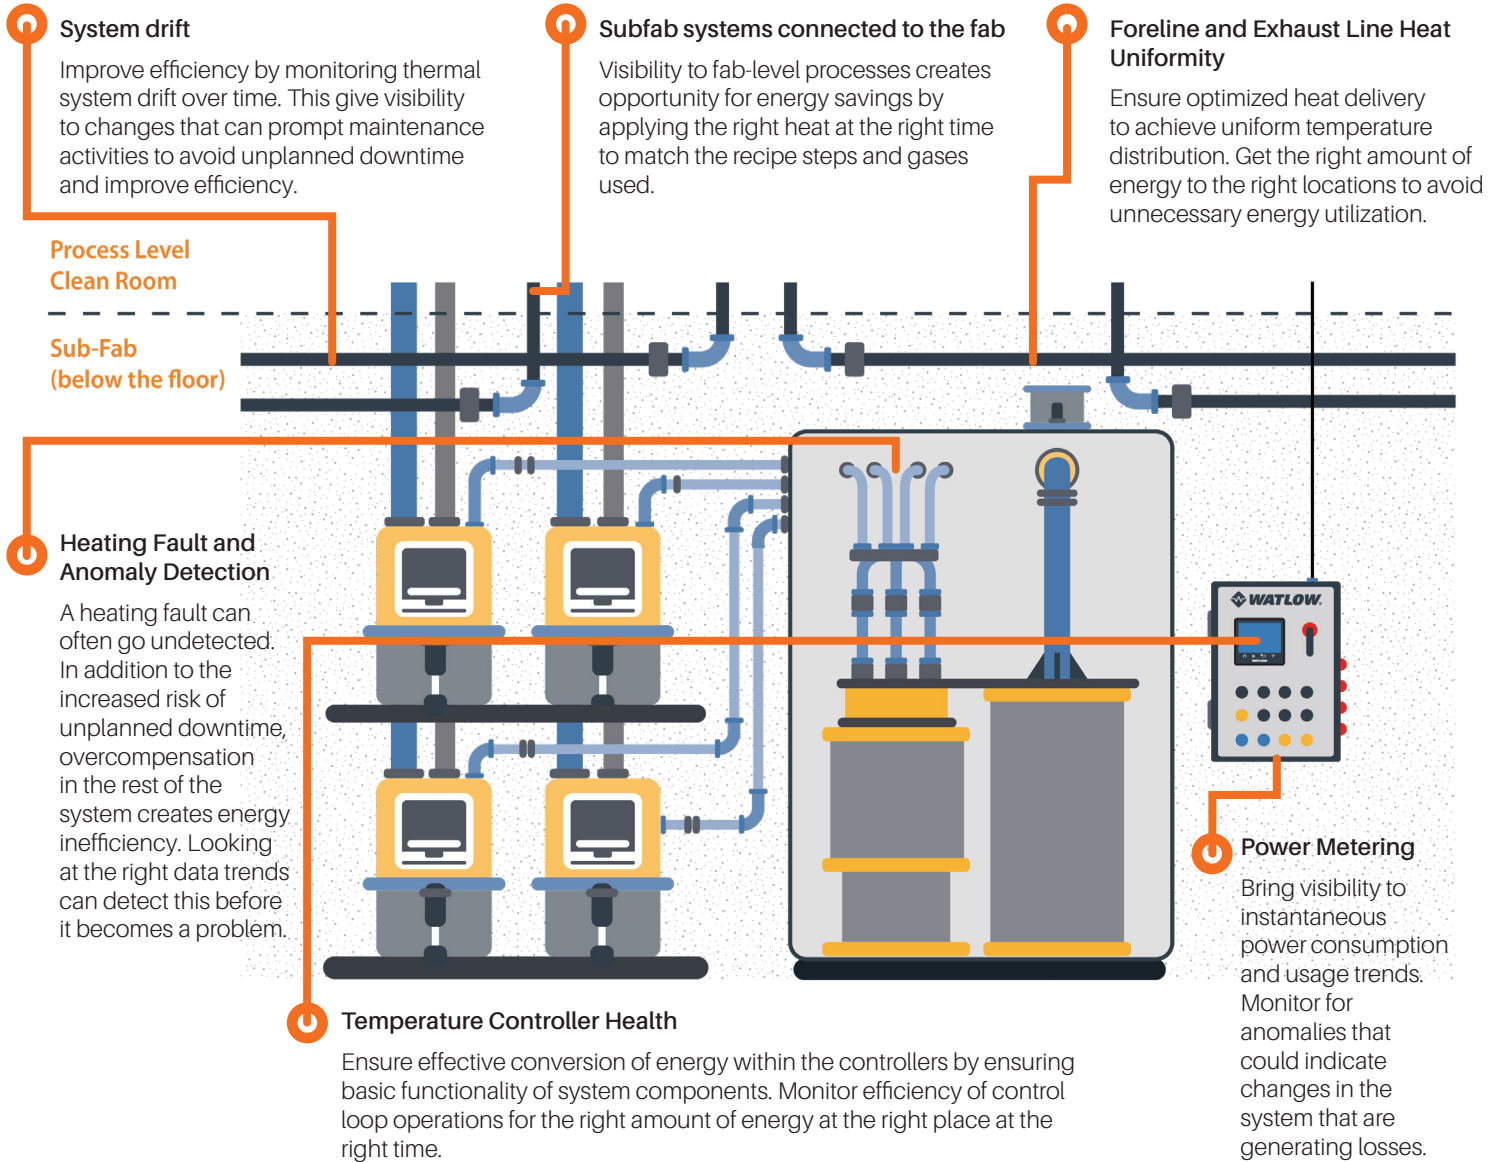 System drift
Improve efficiency by monitoring thermal
system drift over time. This give visibility
to changes that can prompt maintenance
activities to avoid unplanned downtime
and improve efficiency.
Subfab systems connected to the fab
Visibility to fab-level processes creates
opportunity for energy savings by
applying the right heat at the right time
to match the recipe steps and gases
used.
Foreline and Exhaust Line Heat
Uniformity
Ensure optimized heat delivery
to achieve uniform temperature
distribution. Get the right amount of
energy to the right locations to avoid
unnecessary energy utilization.
Process Level
Clean Room
Sub-Fab
(below the floor)
Heating Fault and
Anomaly Detection
A heating fault can
often go undetected.
In addition to the
increased risk of
unplanned downtime,
overcompensation
in the rest of the
system creates energy
inefficiency. Looking
at the right data trends
can detect this before
it becomes a problem.
WATLOW.
WATLOW
Power Metering
Bring visibility to
instantaneous
power consumption
and usage trends.
Monitor for
anomalies that
could indicate
changes in the
system that are
generating losses.
Temperature Controller Health
Ensure effective conversion of energy within the controllers by ensuring
basic functionality of system components. Monitor efficiency of control
loop operations for the right amount of energy at the right place at the
right time.